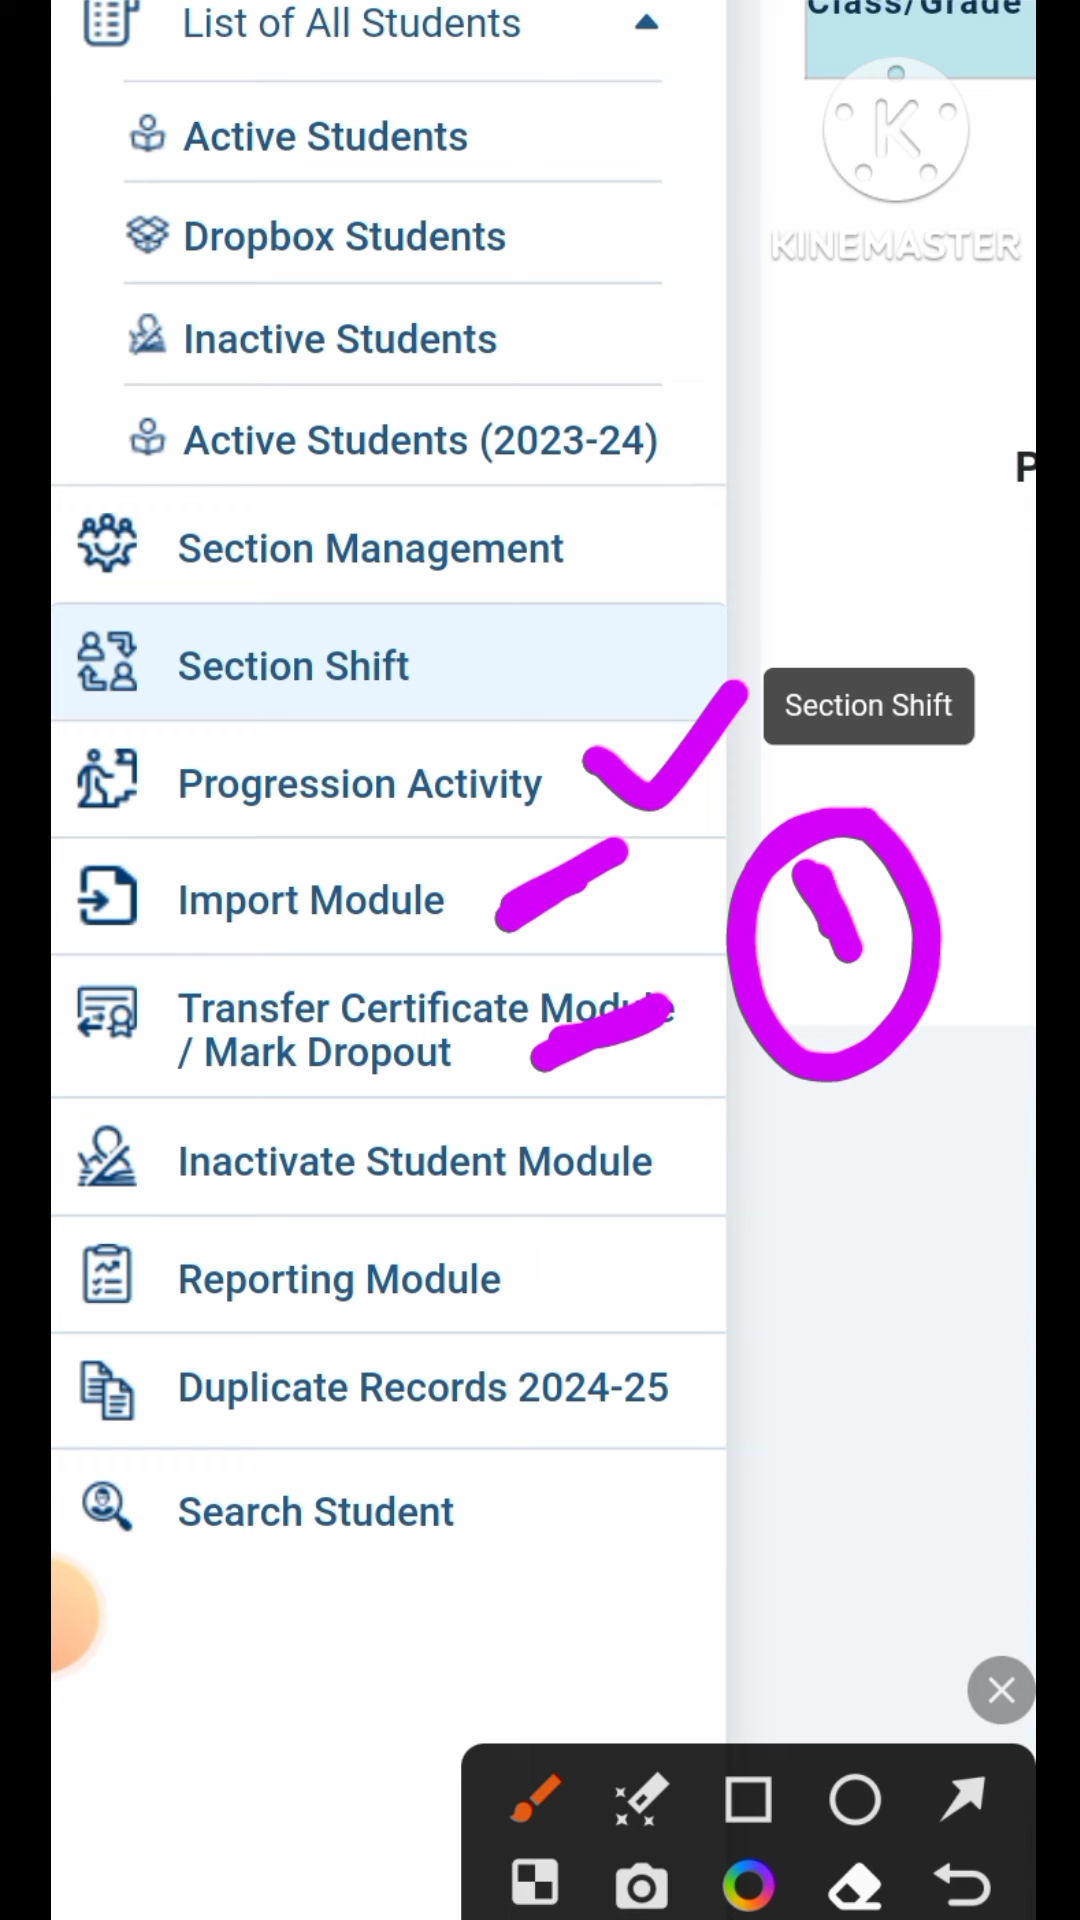 List of All Students
Class/Grade
K
KINEMASTER
Active Students
Dropbox Students
Inactive Students
Active Students (2023-24)
P
Section Management
Section Shift
Section Shift
Progression Activity
Import Module
Transfer Certificate Module
/ Mark Dropout
Inactivate Student Module
Reporting Module
Duplicate Records 2024-25
Search Student